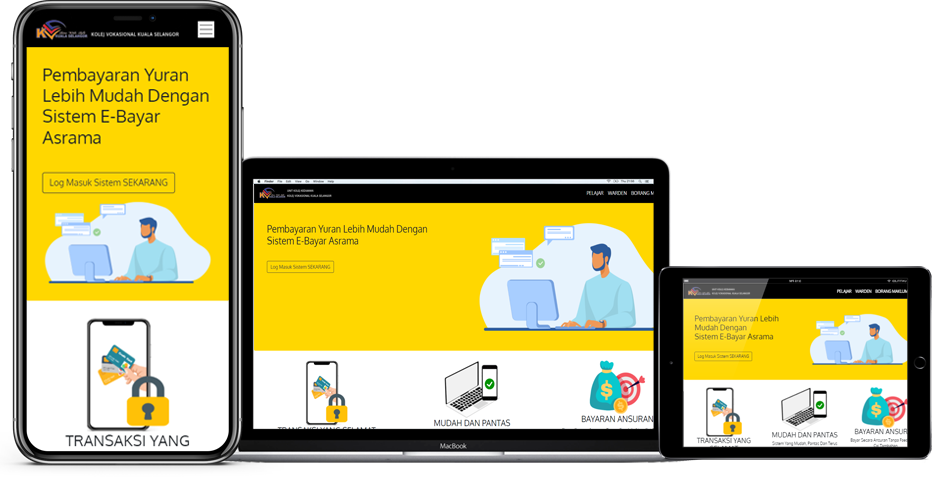 KOLEJ VOKASIONAL KUALA SELANGOR
Pembayaran Yuran
Lebih Mudah Dengan
Sistem E-Bayar
Asrama
Log Masuk Sistem SEKARANG
TRANSAKSI YANG
KOLEJ VOKASIONAL KUALA SELANGOR
PELAJAR WARDEN BORANG M
Pembayaran Yuran Lebih Mudah Dengan
Sistem E-Bayar Asrama
Log Masuk Sistem SEKARANG
TRANSAKSI YANG SELAMAT
MUDAH DAN PANTAS
BAYARAN ANSURAN
MacBook
KOLEJ VOKASIONAL KUALA SELANGOR
PELAJAR WARDEN BORANG MAKLUM
Pembayaran Yuran Lebih
Mudah Dengan
Sistem E-Bayar Asrama
Log Masuk Sistem SEKARANG
TRANSAKSI YANG
MUDAH DAN PANTAS
Sistem Yang Mudah, Pantas Dan Terus
BAYARAN ANSUR
Bayar Secara Ansuran Tanpa